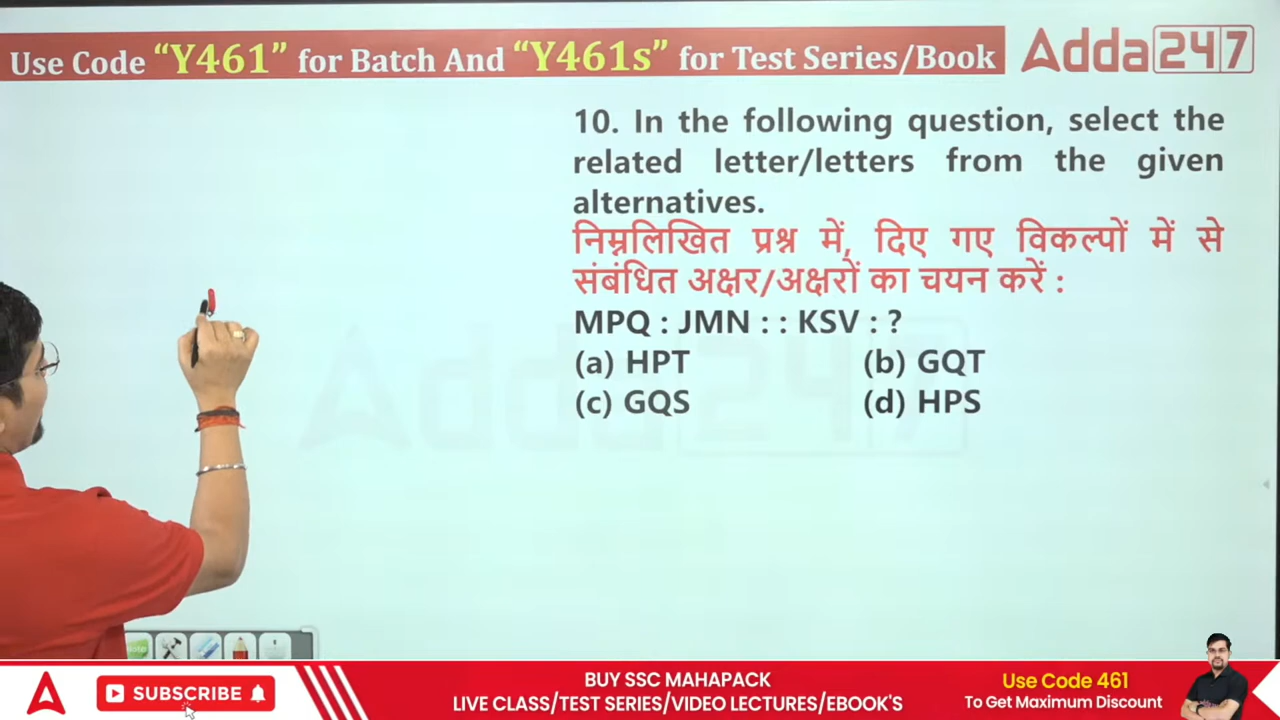 Use Code “Y461” for Batch And “Y461s” for Test Series/Book
Adda247
10. In the following question, select the
related letter/letters from the given
alternatives.
निम्नलिखित प्रश्न में, दिए गए विकल्पों में से
संबंधित अक्षर/अक्षरों का चयन करें :
MPQ : JMN : : KSV : ?
(a) HPT (b) GQT
(c) GQS (d) HPS
SUBSCRIBE
BUY SSC MAHAPACK
LIVE CLASS/TEST SERIES/VIDEO LECTURES/EBOOK'S
Use Code 461
To Get Maximum Discount